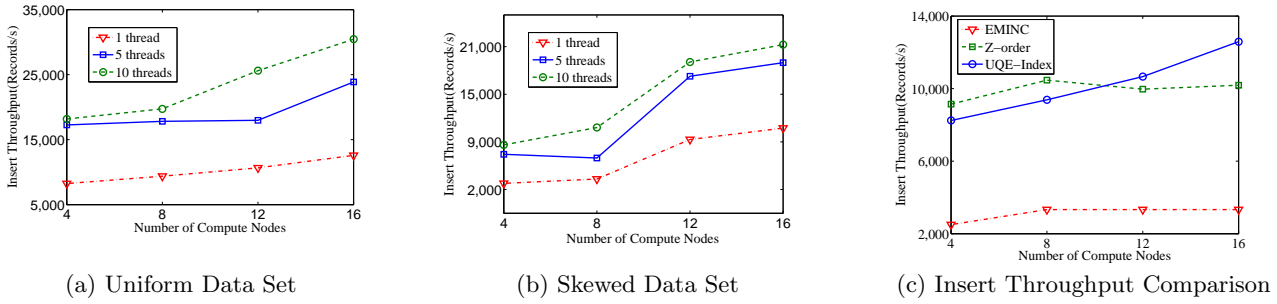 35,000
25,000
15,000
5,000
Insert Throughput(Records/s)
1 thread
5 threads
10 threads
4 8 12 16
Number of Compute Nodes
(a) Uniform Data Set
21,000
15,000
9,000
2,000
Insert Throughput(Records/s)
1 thread
5 threads
10 threads
4 8 12 16
Number of Compute Nodes
(b) Skewed Data Set
14,000
10,000
6,000
2,000
Insert Throughput(Records/s)
EMINC
Z−order
UQE−Index
4 8 12 16
Number of Compute Nodes
(c) Insert Throughput Comparison